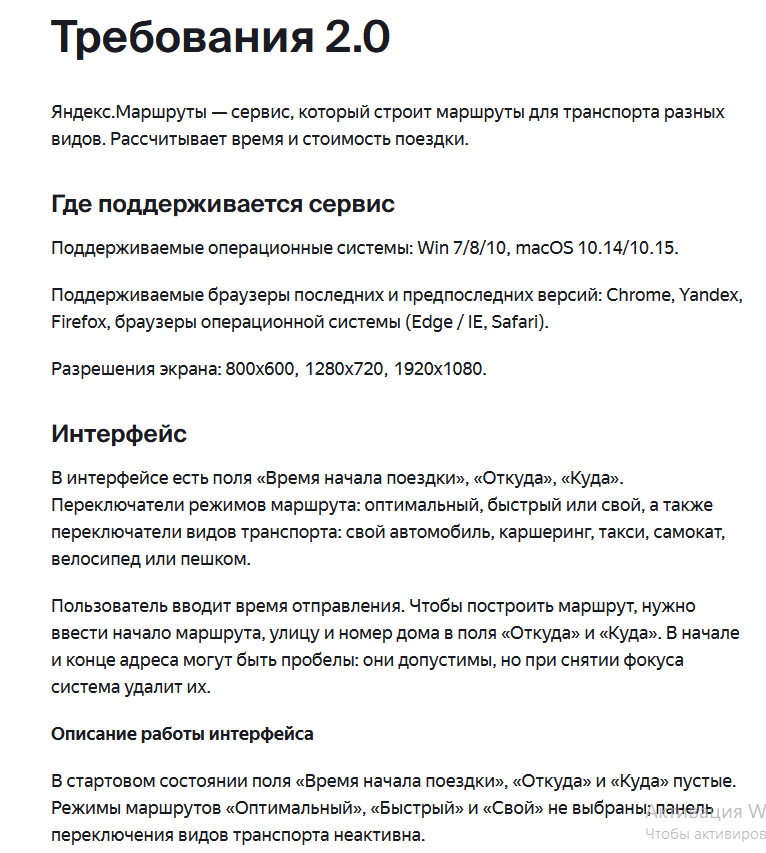 Требования 2.0
Яндекс.Маршруты — сервис, который строит маршруты для транспорта разных
видов. Рассчитывает время и стоимость поездки.
Где поддерживается сервис
Поддерживаемые операционные системы: Win 7/8/10, macOS 10.14/10.15.
Поддерживаемые браузеры последних и предпоследних версий: Chrome, Yandex,
Firefox, браузеры операционной системы (Edge / IE, Safari).
Разрешения экрана: 800x600, 1280x720, 1920x1080.
Интерфейс
В интерфейсе есть поля «Время начала поездки», «Откуда», «Куда».
Переключатели режимов маршрута: оптимальный, быстрый или свой, а также
переключатели видов транспорта: свой автомобиль, каршеринг, такси, самокат,
велосипед или пешком.
Пользователь вводит время отправления. Чтобы построить маршрут, нужно
ввести начало маршрута, улицу и номер дома в поля «Откуда» и «Куда». В начале
и конце адреса могут быть пробелы: они допустимы, но при снятии фокуса
система удалит их.
Описание работы интерфейса
В стартовом состоянии поля «Время начала поездки», «Откуда» и «Куда» пустые.
Режимы маршрутов «Оптимальный», «Быстрый» и «Свой» не выбраны; панель
переключения видов транспорта неактивна.
Активация W
Чтобы активиров